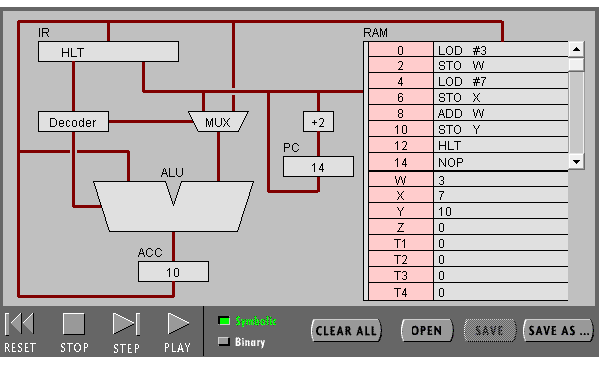 IR
HLT
Decoder
MUX
+2
PC
14
ALU
ACC
10
RAM
0 LOD #3
2 STO W
4 LOD #7
6 STO X
8 ADD W
10 STO Y
12 HLT
14 NOP
W 3
X 7
Y 10
Z 0
T1 0
T2 0
T3 0
T4 0
RESET STOP STEP PLAY
Symbolic
Binary
CLEAR ALL OPEN SAVE SAVE AS ...